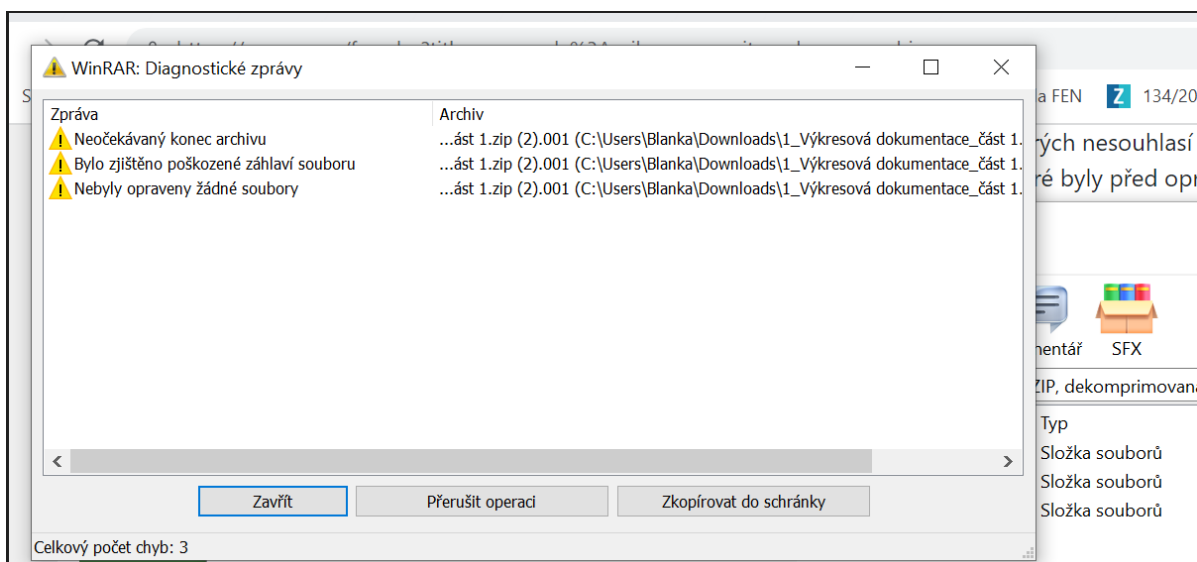 WinRAR: Diagnostické zprávy
Zpráva Archiv
Neočekávaný konec archivu ...ást 1.zip (2).001 (C:\Users\Blanka\Downloads\1_Výkresová dokumentace_část 1.
Bylo zjištěno poškozené záhlaví souboru ...ást 1.zip (2).001 (C:\Users\Blanka\Downloads\1_Výkresová dokumentace_část 1.
Nebyly opraveny žádné soubory ...ást 1.zip (2).001 (C:\Users\Blanka\Downloads\1_Výkresová dokumentace_část 1.
Zavřít Přerušit operaci Zkopírovat do schránky
Celkový počet chyb: 3
S
a FEN Z 134/20
rých nesouhlasí
ré byly před opr
nentář SFX
ZIP, dekomprimovaná
Typ
Složka souborů
Složka souborů
Složka souborů